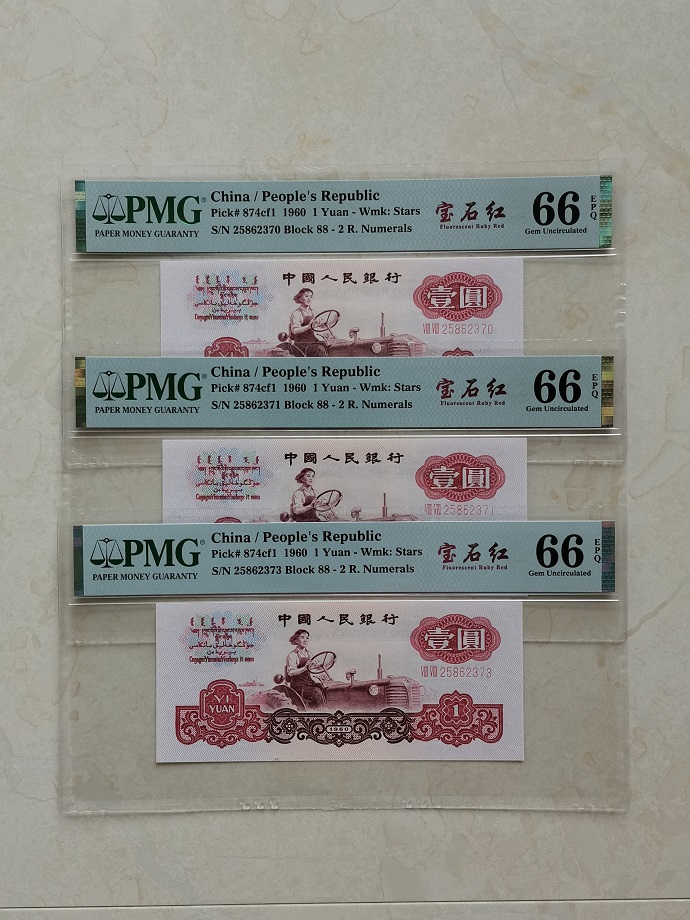 PMG
PAPER MONEY GUARANTY
China / People's Republic
Pick# 874cf1 1960 1 Yuan - Wmk: Stars
S/N 25862370 Block 88 - 2 R. Numerals
宝石红
Fluorescent Ruby Red
66
Gem Uncirculated
EPQ
中國人民銀行
壹圓
VIII VIII 25862370
PMG
PAPER MONEY GUARANTY
China / People's Republic
Pick# 874cf1 1960 1 Yuan - Wmk: Stars
S/N 25862371 Block 88 - 2 R. Numerals
宝石红
Fluorescent Ruby Red
66
Gem Uncirculated
EPQ
中國人民銀行
壹圓
VIII VIII 25862371
PMG
PAPER MONEY GUARANTY
China / People's Republic
Pick# 874cf1 1960 1 Yuan - Wmk: Stars
S/N 25862373 Block 88 - 2 R. Numerals
宝石红
Fluorescent Ruby Red
66
Gem Uncirculated
EPQ
中國人民銀行
壹圓
VIII VIII 25862373
YI
YUAN
1960
1